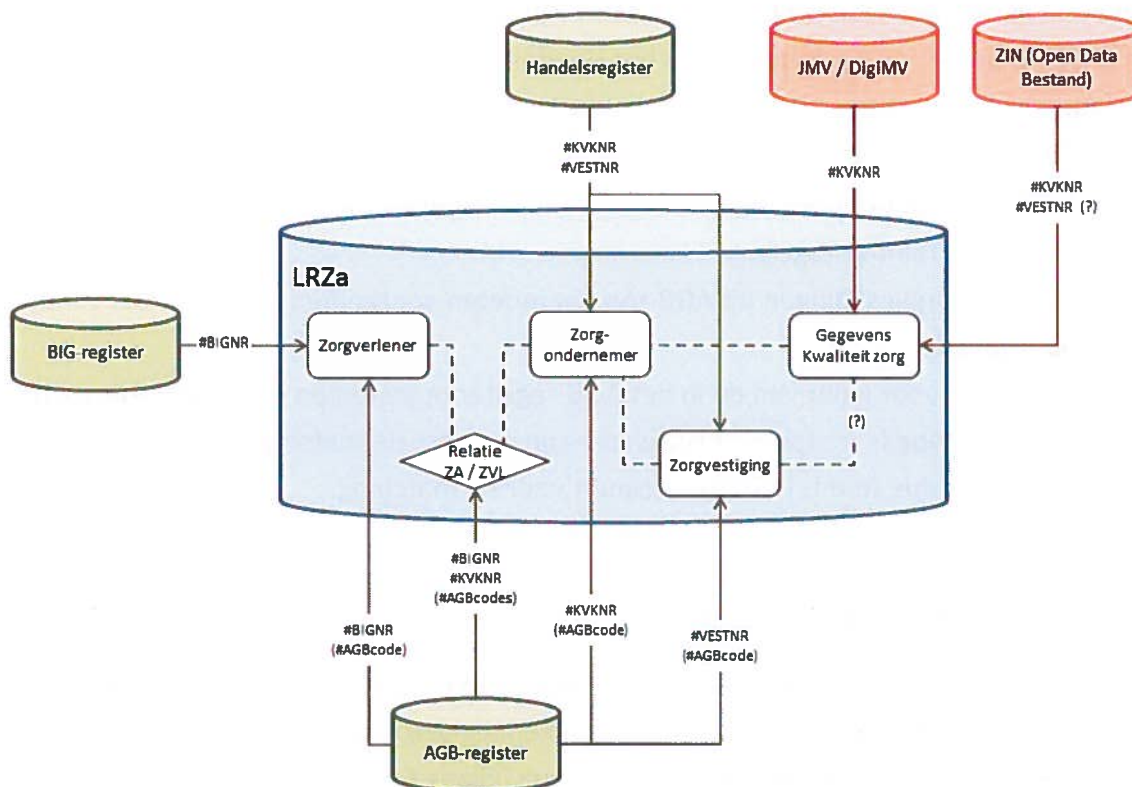 Handelsregister
JMV / DigiMV
ZIN (Open Data
Bestand)
#KVKNR
#VESTNR
#KVKNR
#KVKNR
#VESTNR (?)
LRZa
BIG-register
#BIGNR
Zorgverlener
Zorg-
ondernemer
Gegevens
Kwaliteit zorg
(?)
Relatie
ZA / ZVL
Zorgvestiging
#BIGNR
#KVKNR
(#AGBcodes)
#BIGNR
(#AGBcode)
#KVKNR
(#AGBcode)
#VESTNR
(#AGBcode)
AGB-register